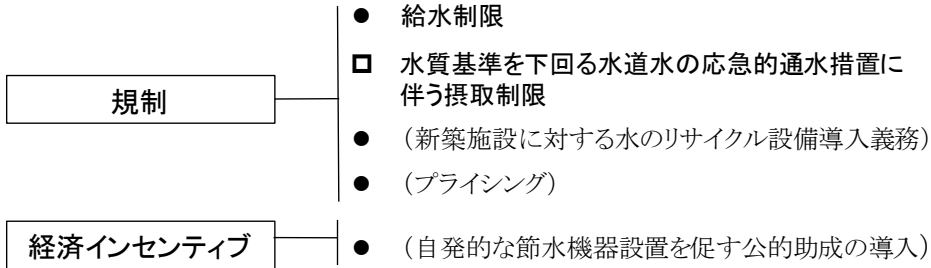 ● 給水制限
□ 水質基準を下回る水道水の応急的通水措置に
伴う摂取制限
規制
● （新築施設に対する水のリサイクル設備導入義務）
● （プライシング）
経済インセンティブ
● （自発的な節水機器設置を促す公的助成の導入）